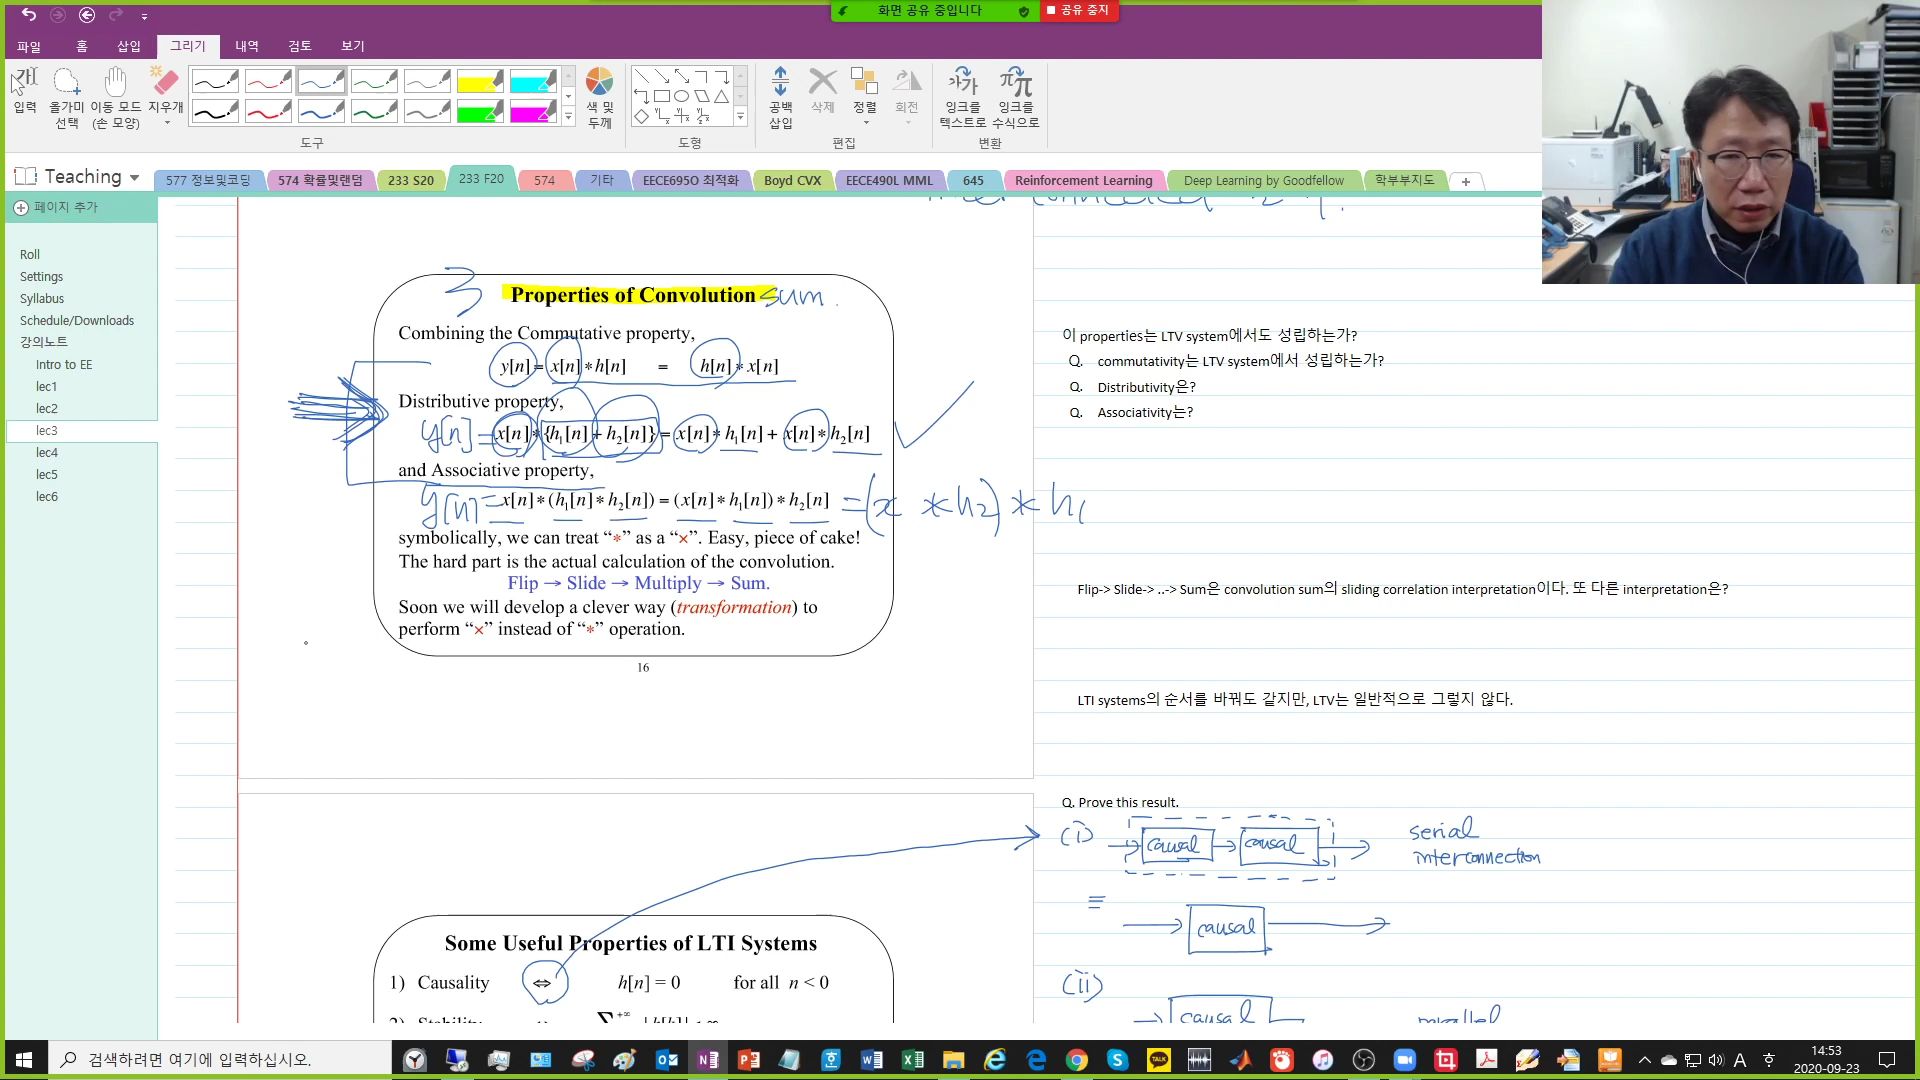 화면 공유 중입니다
공유 중지
파일 홈 삽입 그리기 내역 검토 보기
입력
올가미 선택
이동 모드 (손 모양)
지우개
색 및 두께
공백 삽입
삭제
정렬
회전
잉크를 텍스트로
잉크를 수식으로
도구
도형
편집
변환
Teaching
577 정보및코딩
574 확률및랜덤
233 S20
233 F20
574
기타
EECE695O 최적화
Boyd CVX
EECE490L MML
645
Reinforcement Learning
Deep Learning by Goodfellow
학부부지도
페이지 추가
Roll
Settings
Syllabus
Schedule/Downloads
강의노트
Intro to EE
lec1
lec2
lec3
lec4
lec5
lec6
3 Properties of Convolution sum.
Combining the Commutative property,
y[n] = x[n]∗h[n] = h[n]∗x[n]
Distributive property,
y[n] = x[n]∗{h₁[n]+h₂[n]} = x[n]∗h₁[n]+x[n]∗h₂[n]
and Associative property,
y[n] = x[n]∗(h₁[n]∗h₂[n]) = (x[n]∗h₁[n])∗h₂[n] = (x ∗h₂)∗h₁
symbolically, we can treat “∗” as a “×”. Easy, piece of cake!
The hard part is the actual calculation of the convolution.
Flip → Slide → Multiply → Sum.
Soon we will develop a clever way (transformation) to
perform “×” instead of “∗” operation.
16
이 properties는 LTV system에서도 성립하는가?
Q. commutativity는 LTV system에서 성립하는가?
Q. Distributivity은?
Q. Associativity는?
Flip-> Slide-> ..-> Sum은 convolution sum의 sliding correlation interpretation이다. 또 다른 interpretation은?
LTI systems의 순서를 바꿔도 같지만, LTV는 일반적으로 그렇지 않다.
Q. Prove this result.
(i) causal causal serial
interconnection
≡
causal
(ii)
causal parallel
Some Useful Properties of LTI Systems
1) Causality ⇔ h[n] = 0 for all n < 0
2) Stability
검색하려면 여기에 입력하십시오.
A
14:53
2020-09-23